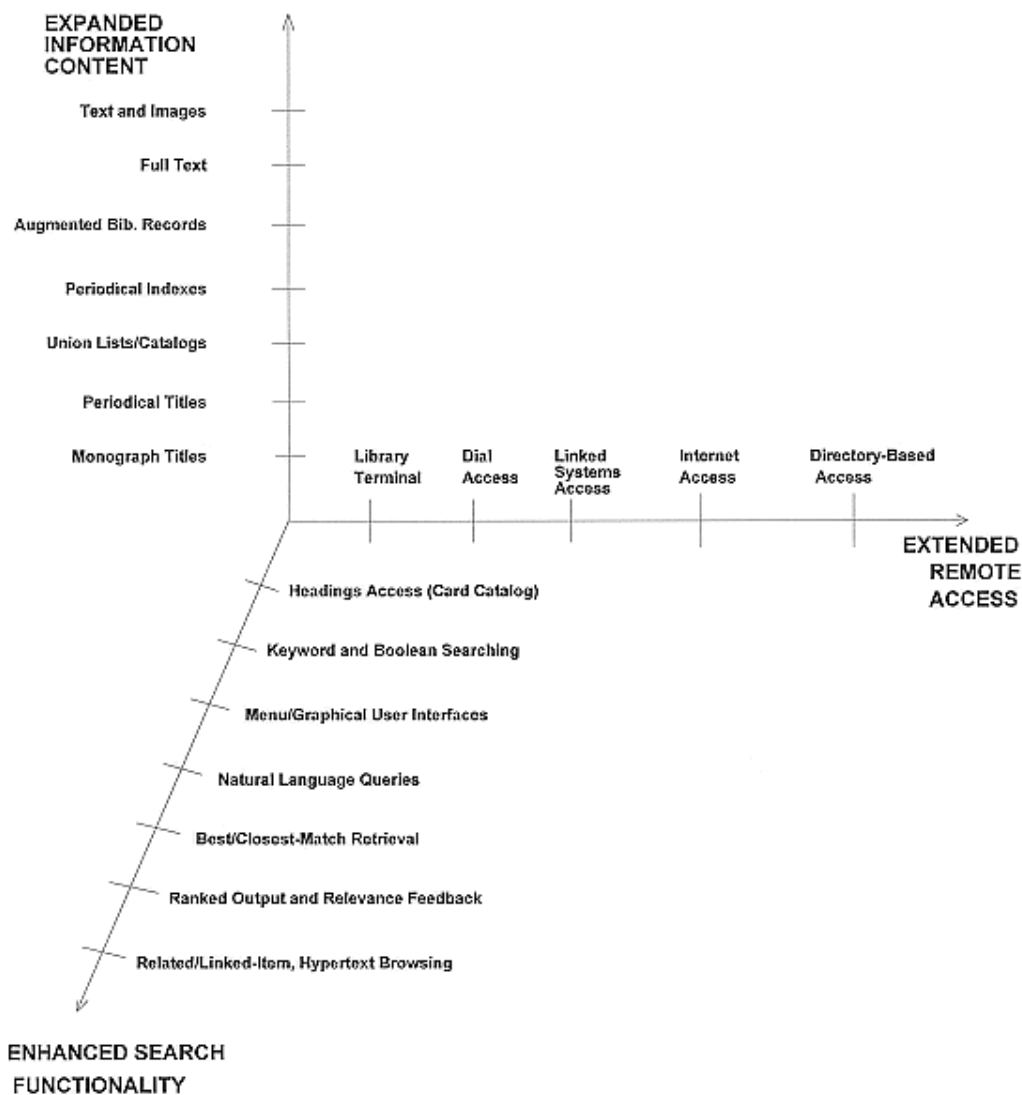 EXPANDED
INFORMATION
CONTENT
Text and Images
Full Text
Augmented Bib. Records
Periodical Indexes
Union Lists/Catalogs
Periodical Titles
Monograph Titles
Library
Terminal
Dial
Access
Linked
Systems
Access
Internet
Access
Directory-Based
Access
EXTENDED
REMOTE
ACCESS
Headings Access (Card Catalog)
Keyword and Boolean Searching
Menu/Graphical User Interfaces
Natural Language Queries
Best/Closest-Match Retrieval
Ranked Output and Relevance Feedback
Related/Linked-Item, Hypertext Browsing
ENHANCED SEARCH
FUNCTIONALITY